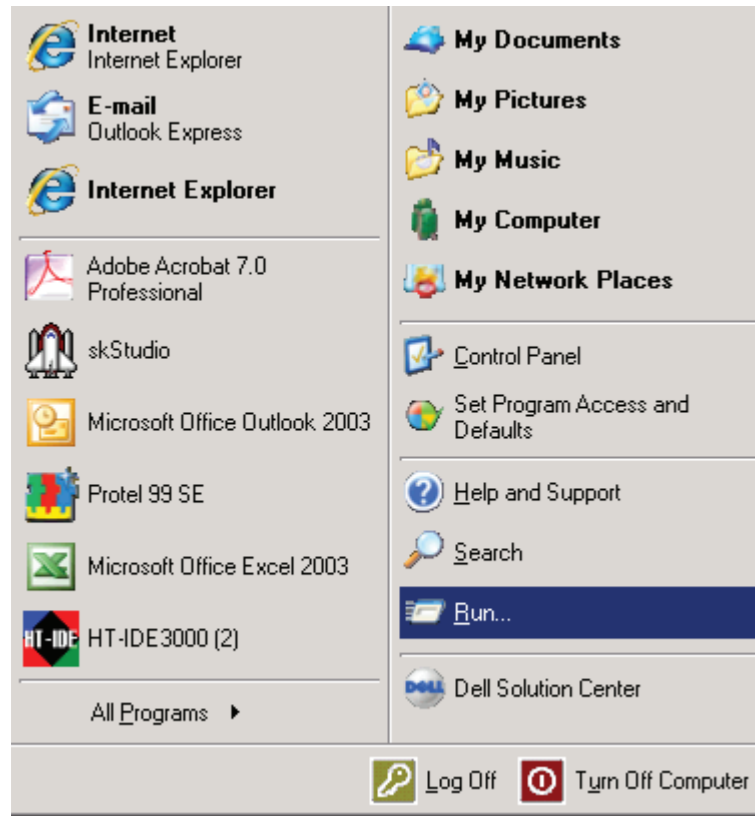 Internet
Internet Explorer
E-mail
Outlook Express
Internet Explorer
Adobe Acrobat 7.0
Professional
skStudio
Microsoft Office Outlook 2003
Protel 99 SE
Microsoft Office Excel 2003
HT-IDE
HT-IDE3000 (2)
All Programs
My Documents
My Pictures
My Music
My Computer
My Network Places
Control Panel
Set Program Access and
Defaults
Help and Support
Search
Run...
DELL
Dell Solution Center
Log Off
Turn Off Computer